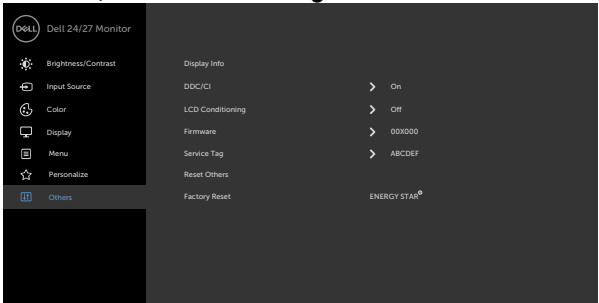 DELL Dell 24/27 Monitor
Brightness/Contrast
Input Source
Color
Display
Menu
Personalize
Others
Display Info
DDC/CI > On
LCD Conditioning > Off
Firmware > 00X000
Service Tag > ABCDEF
Reset Others
Factory Reset ENERGY STAR®